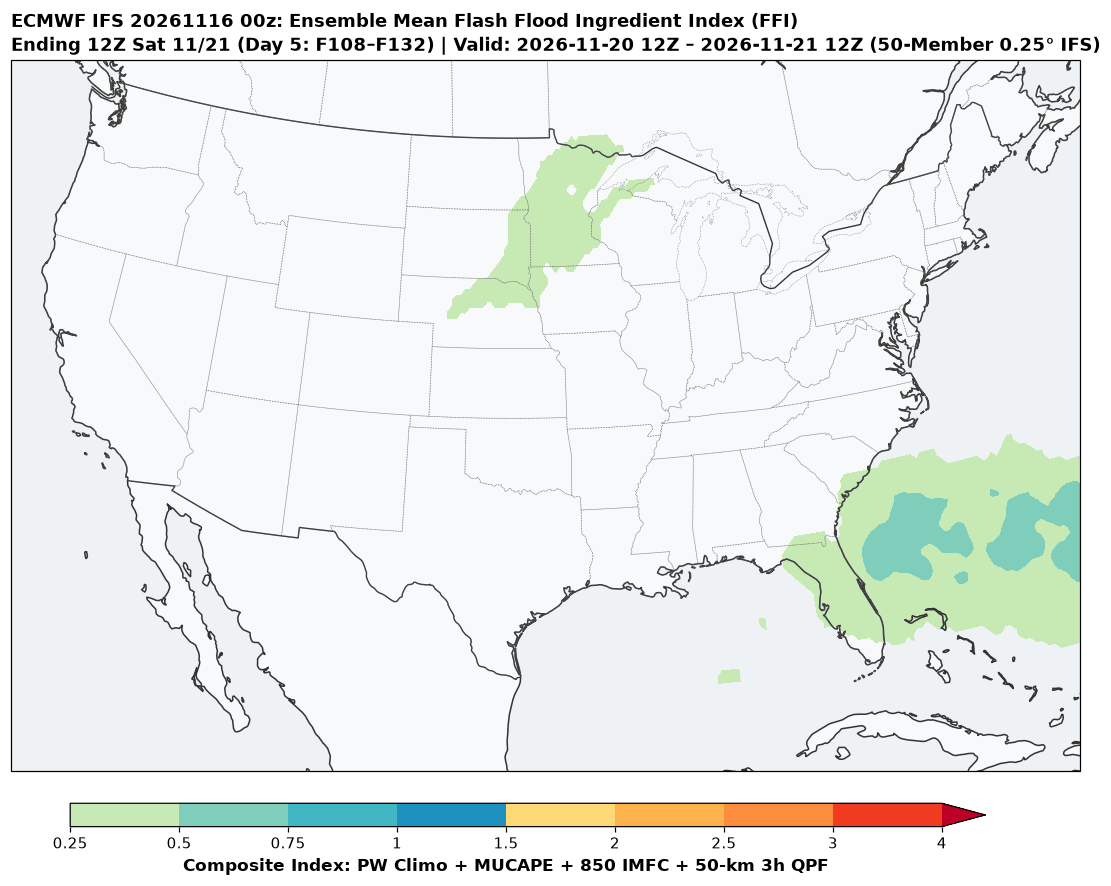 ECMWF IFS 20261116 00z: Ensemble Mean Flash Flood Ingredient Index (FFI)
Ending 12Z Sat 11/21 (Day 5: F108–F132) | Valid: 2026-11-20 12Z – 2026-11-21 12Z (50-Member 0.25° IFS)
0.25 0.5 0.75 1 1.5 2 2.5 3 4
Composite Index: PW Climo + MUCAPE + 850 IMFC + 50-km 3h QPF